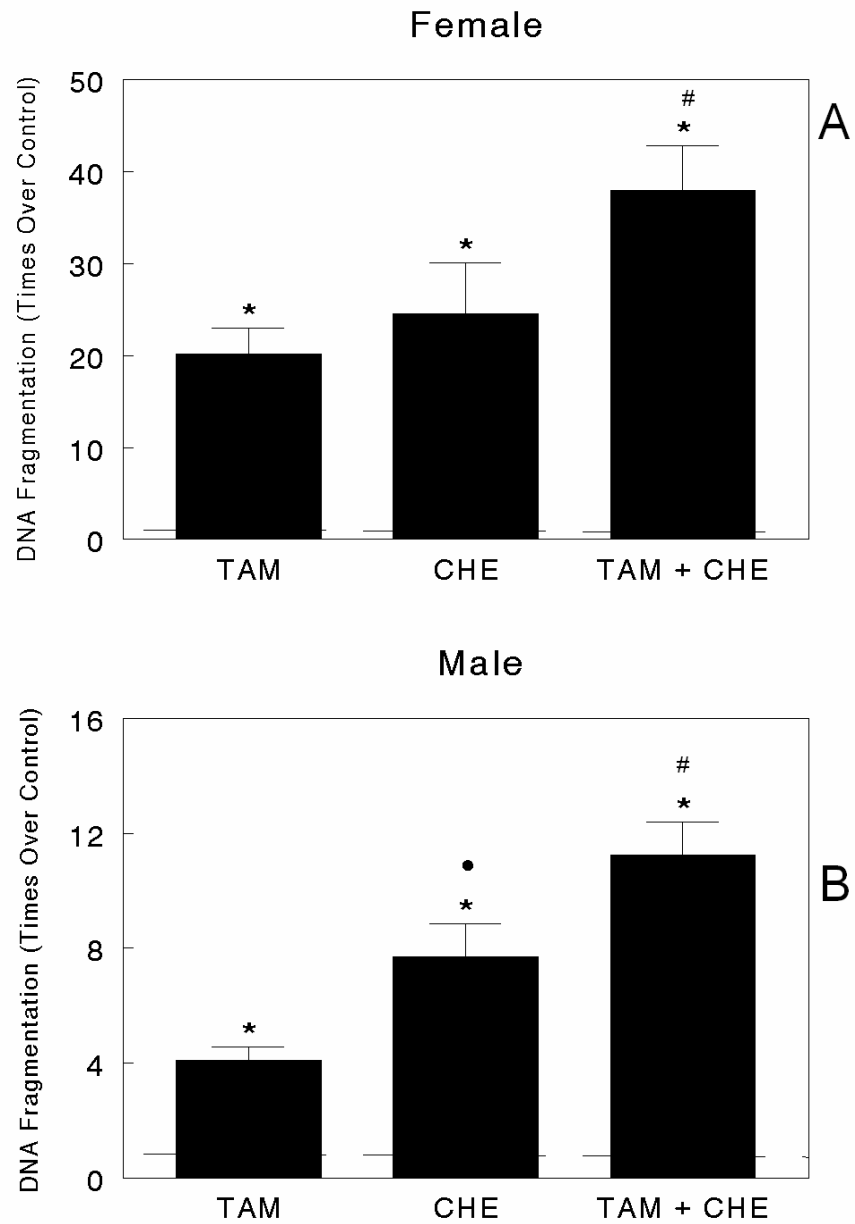 Female
A
DNA Fragmentation (Times Over Control)
50
40
30
20
10
0
*
*
#
*
TAM
CHE
TAM + CHE
Male
B
DNA Fragmentation (Times Over Control)
16
12
8
4
0
*
•
*
#
*
TAM
CHE
TAM + CHE